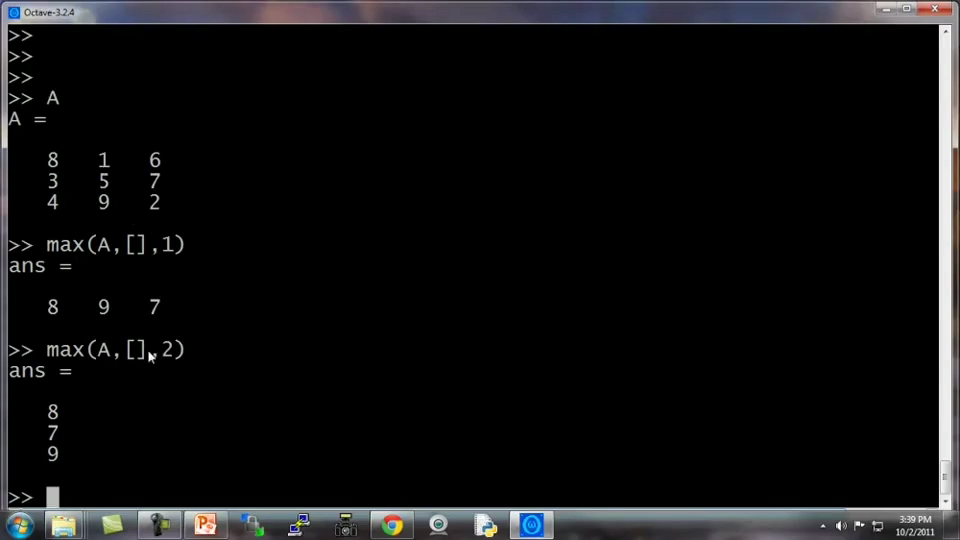 Octave-3.2.4
>>
>>
>>
>> A
A =
8 1 6
3 5 7
4 9 2
>> max(A,[],1)
ans =
8 9 7
>> max(A,[],2)
ans =
8
7
9
>>
3:39 PM
10/2/2011